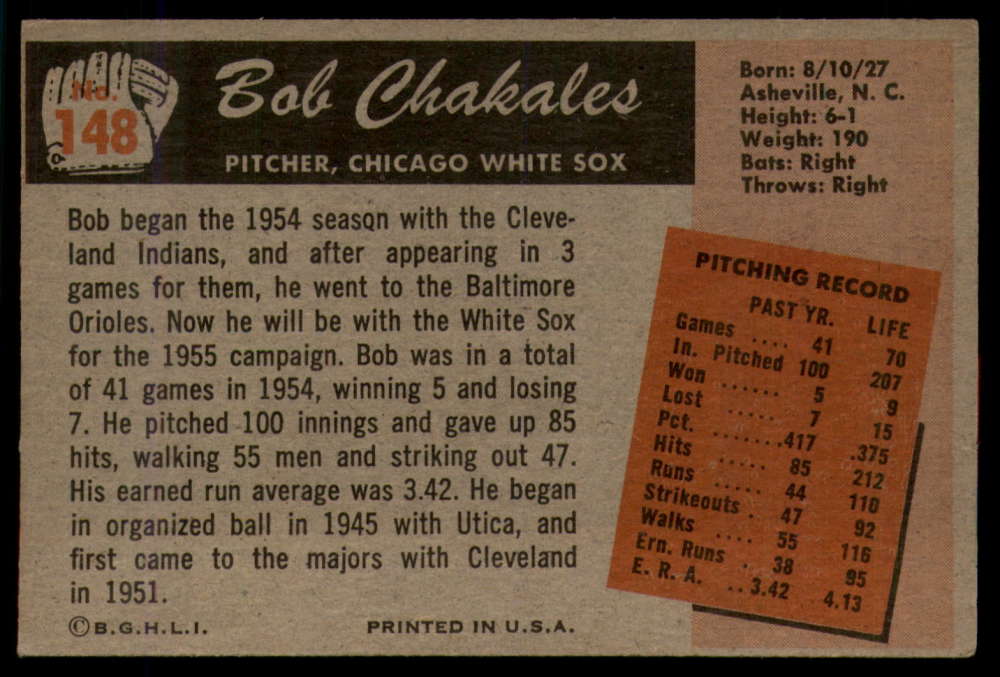 No.
148
Bob Chakales
PITCHER, CHICAGO WHITE SOX
Born: 8/10/27
Asheville, N. C.
Height: 6-1
Weight: 190
Bats: Right
Throws: Right
Bob began the 1954 season with the Cleve-
land Indians, and after appearing in 3
games for them, he went to the Baltimore
Orioles. Now he will be with the White Sox
for the 1955 campaign. Bob was in a total
of 41 games in 1954, winning 5 and losing
7. He pitched 100 innings and gave up 85
hits, walking 55 men and striking out 47.
His earned run average was 3.42. He began
in organized ball in 1945 with Utica, and
first came to the majors with Cleveland
in 1951.
©B.G.H.L.I. PRINTED IN U.S.A.
PITCHING RECORD
PAST YR. LIFE
Games .... 41 70
In. Pitched 100 207
Won ...... 5 9
Lost ..... 7 15
Pct. .......417 .375
Hits ..... 85 212
Runs ..... 44 110
Strikeouts . 47 92
Walks .... 55 116
Ern. Runs . 38 95
E. R. A. ..3.42 4.13